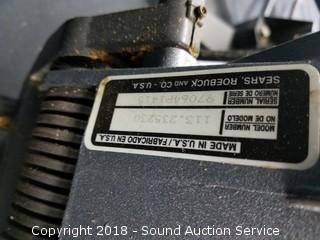 MADE IN U.S.A./FABRICADO EN U.S.A.
MODEL NUMBER
NO DE MODELO
113.235230
SERIAL NUMBER
NUMERO DE SERIE
SEARS, ROEBUCK AND CO - U.S.A.
Copyright 2018 - Sound Auction Service